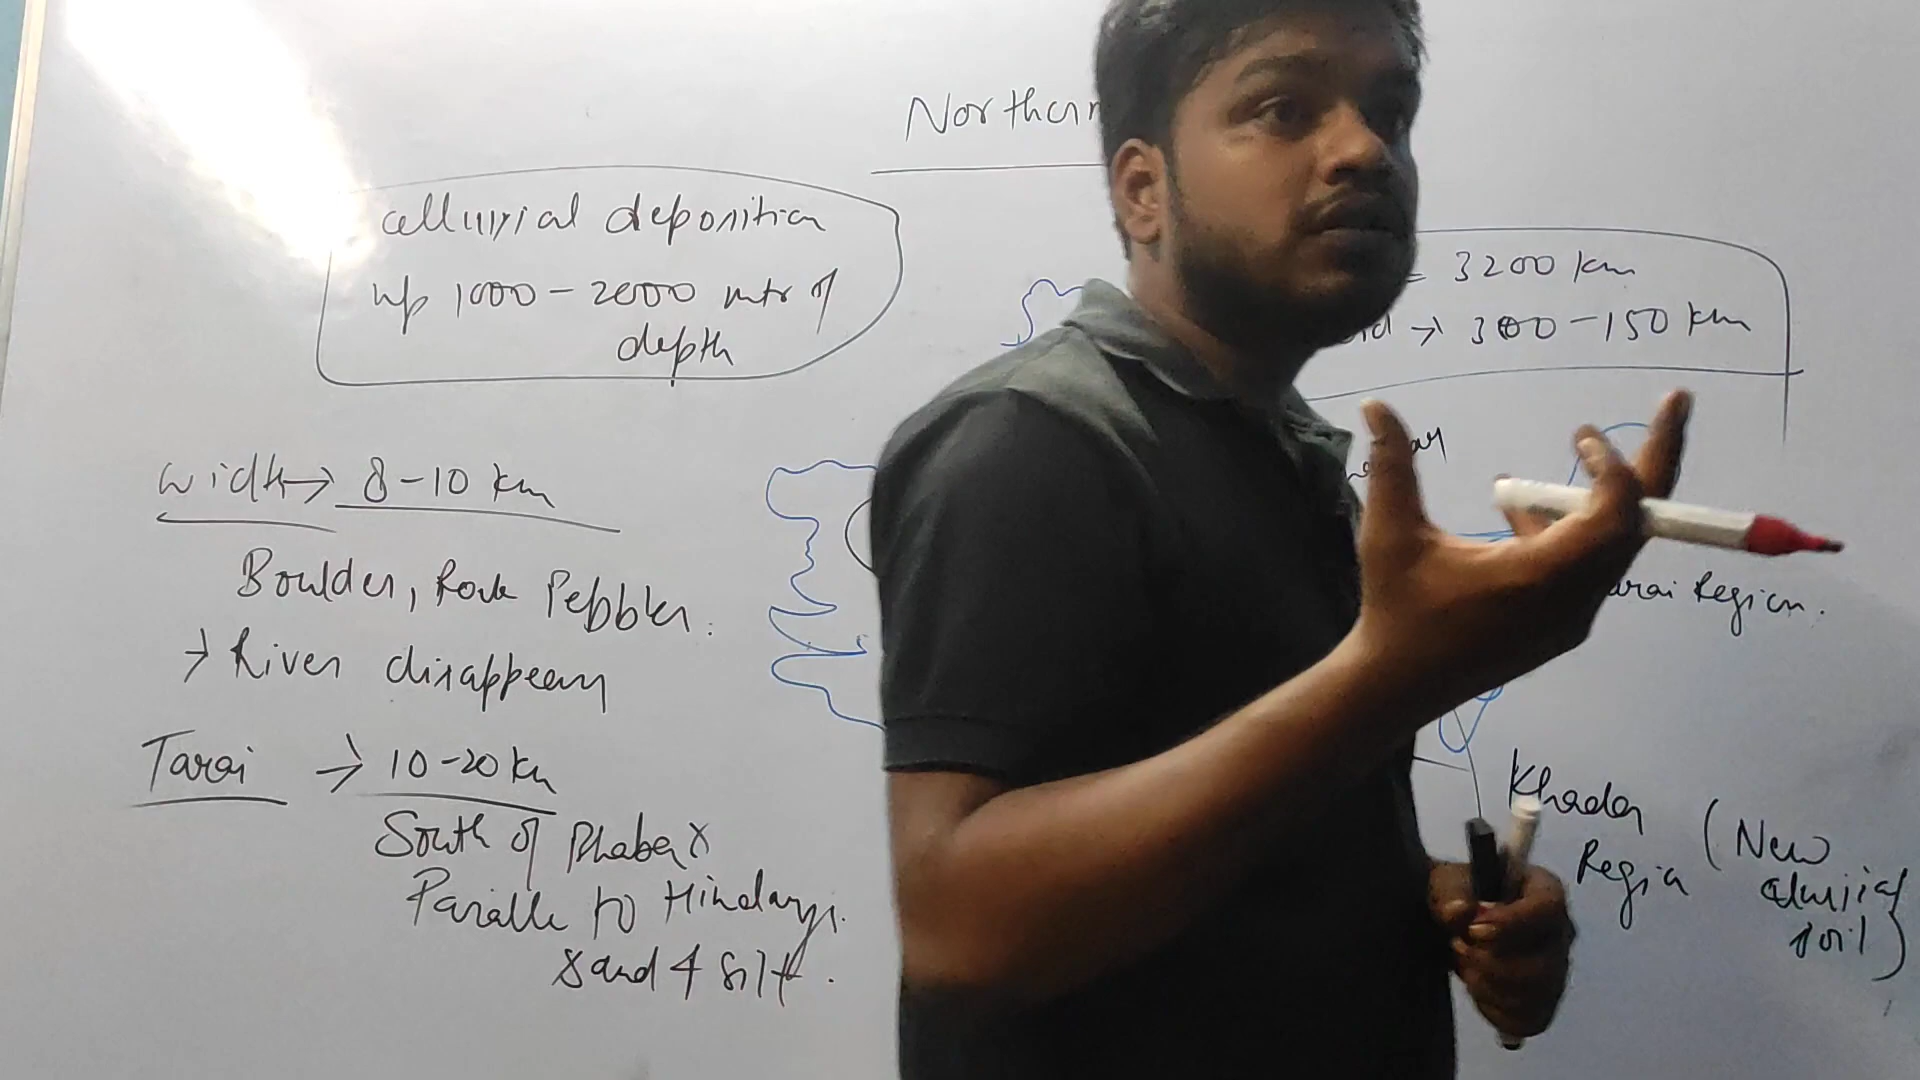 Northern
alluvial deposition
up 1000-2000 mtr of
depth
= 3200 km
→ 300-150 km
Width → 8-10 km
Boulder, Rock Pebbles.
→ River disappears
Tarai → 10-20 km
South of Bhabar
Parallel to Himalayas.
sand & silt.
Tarai Region.
Khadar
Region (New
alluvial
soil)